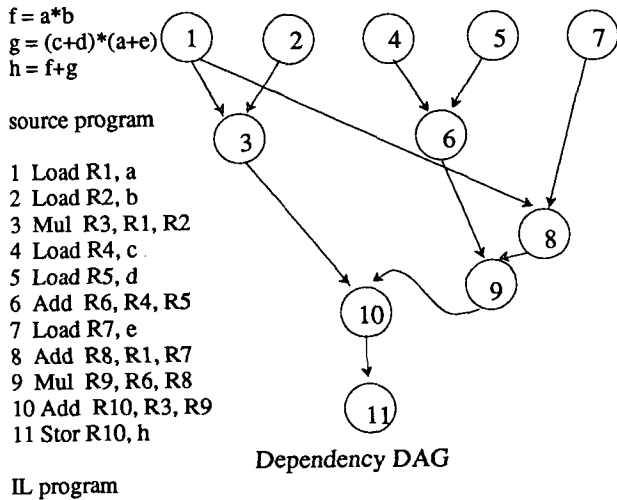 f = a*b
g = (c+d)*(a+e)
h = f+g
source program
1 Load R1, a
2 Load R2, b
3 Mul R3, R1, R2
4 Load R4, c
5 Load R5, d
6 Add R6, R4, R5
7 Load R7, e
8 Add R8, R1, R7
9 Mul R9, R6, R8
10 Add R10, R3, R9
11 Stor R10, h
IL program
1
2
4
5
7
3
6
8
9
10
11
Dependency DAG